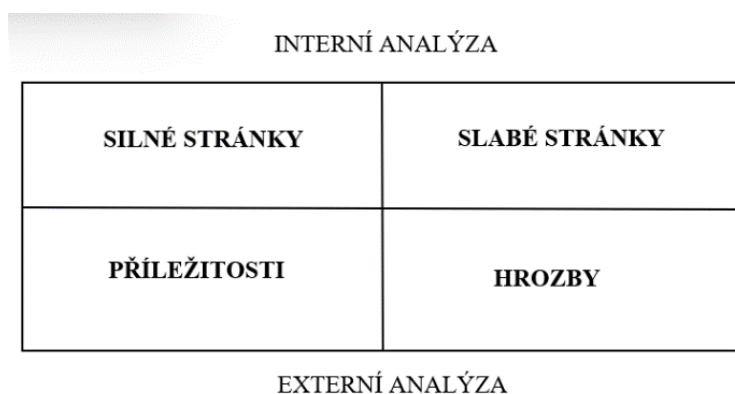 INTERNÍ ANALÝZA
SILNÉ STRÁNKY
SLABÉ STRÁNKY
PŘÍLEŽITOSTI
HROZBY
EXTERNÍ ANALÝZA